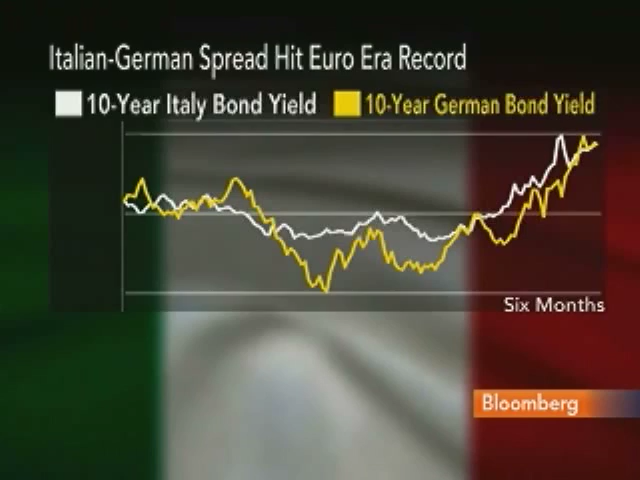 Italian-German Spread Hit Euro Era Record
10-Year Italy Bond Yield 10-Year German Bond Yield
Six Months
Bloomberg